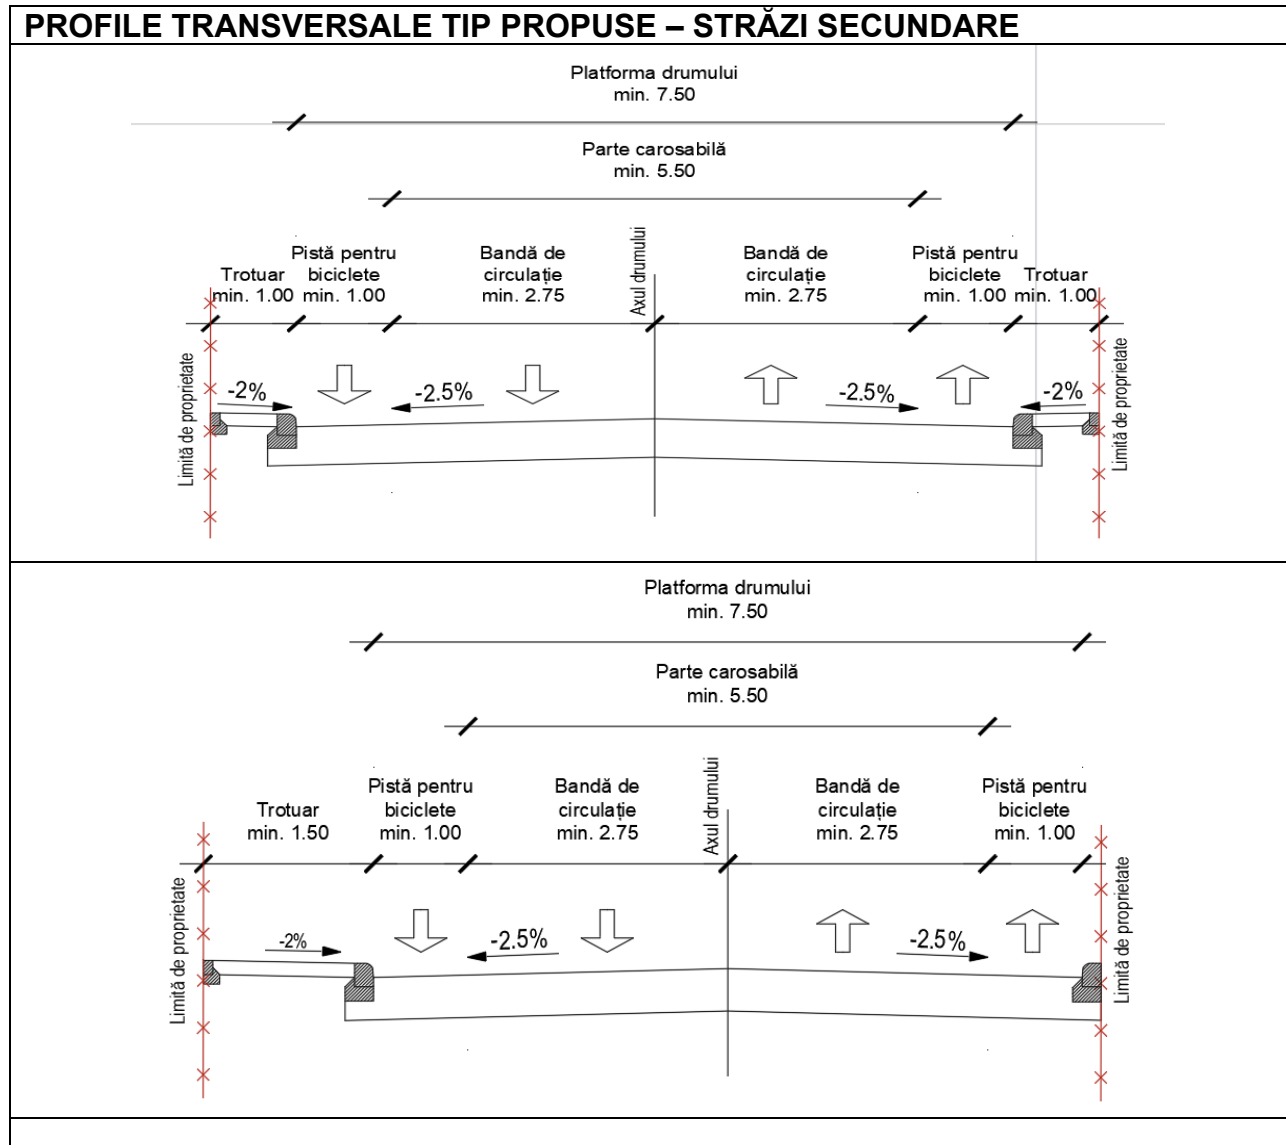 PROFILE TRANSVERSALE TIP PROPUSE – STRĂZI SECUNDARE
Platforma drumului
min. 7.50
Parte carosabilă
min. 5.50
Trotuar
min. 1.00
Pistă pentru
biciclete
min. 1.00
Bandă de
circulație
min. 2.75
Axul drumului
Bandă de
circulație
min. 2.75
Pistă pentru
biciclete
min. 1.00
Trotuar
min. 1.00
Limită de proprietate
-2%
-2.5%
-2.5%
-2%
Limită de proprietate
Platforma drumului
min. 7.50
Parte carosabilă
min. 5.50
Trotuar
min. 1.50
Pistă pentru
biciclete
min. 1.00
Bandă de
circulație
min. 2.75
Axul drumului
Bandă de
circulație
min. 2.75
Pistă pentru
biciclete
min. 1.00
Limită de proprietate
-2%
-2.5%
-2.5%
Limită de proprietate